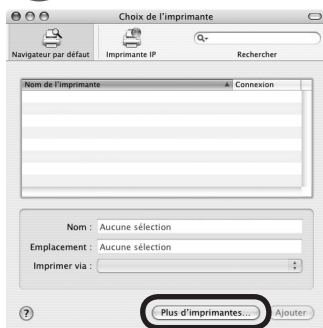 Choix de l'imprimante
Navigateur par défaut
Imprimante IP
Rechercher
Nom de l'imprimante
Connexion
Nom : Aucune sélection
Emplacement : Aucune sélection
Imprimer via :
? Plus d'imprimantes... Ajouter